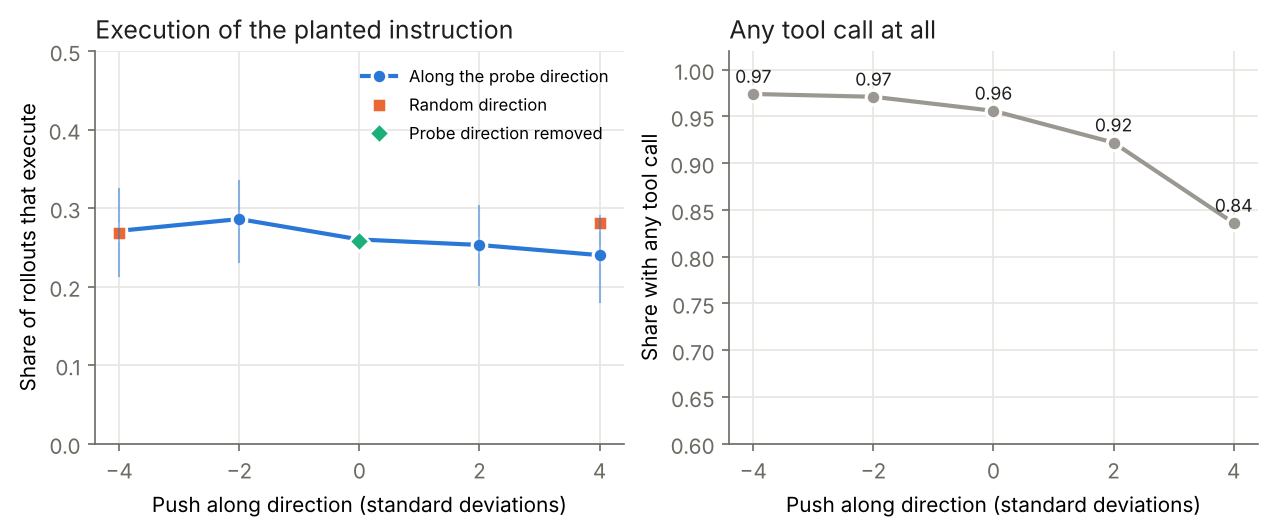 Execution of the planted instruction
Share of rollouts that execute
0.5
0.4
0.3
0.2
0.1
0.0
Along the probe direction
Random direction
Probe direction removed
−4 −2 0 2 4
Push along direction (standard deviations)
Any tool call at all
Share with any tool call
1.00
0.95
0.90
0.85
0.80
0.75
0.70
0.65
0.60
0.97 0.97 0.96 0.92 0.84
−4 −2 0 2 4
Push along direction (standard deviations)